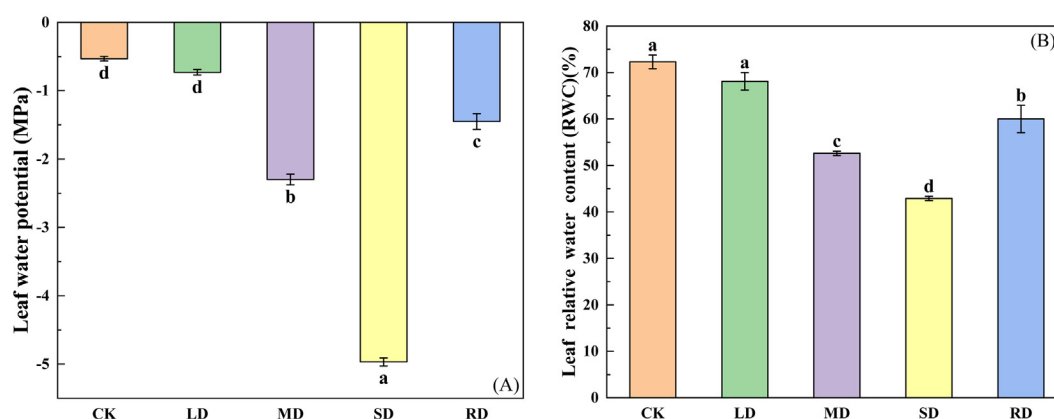 0
-1
-2
-3
-4
-5
Leaf water potential (MPa)
d
d
b
a
c
(A)
CK LD MD SD RD
80
70
60
50
40
30
20
10
0
Leaf relative water content (RWC)(%)
a
a
c
d
b
(B)
CK LD MD SD RD